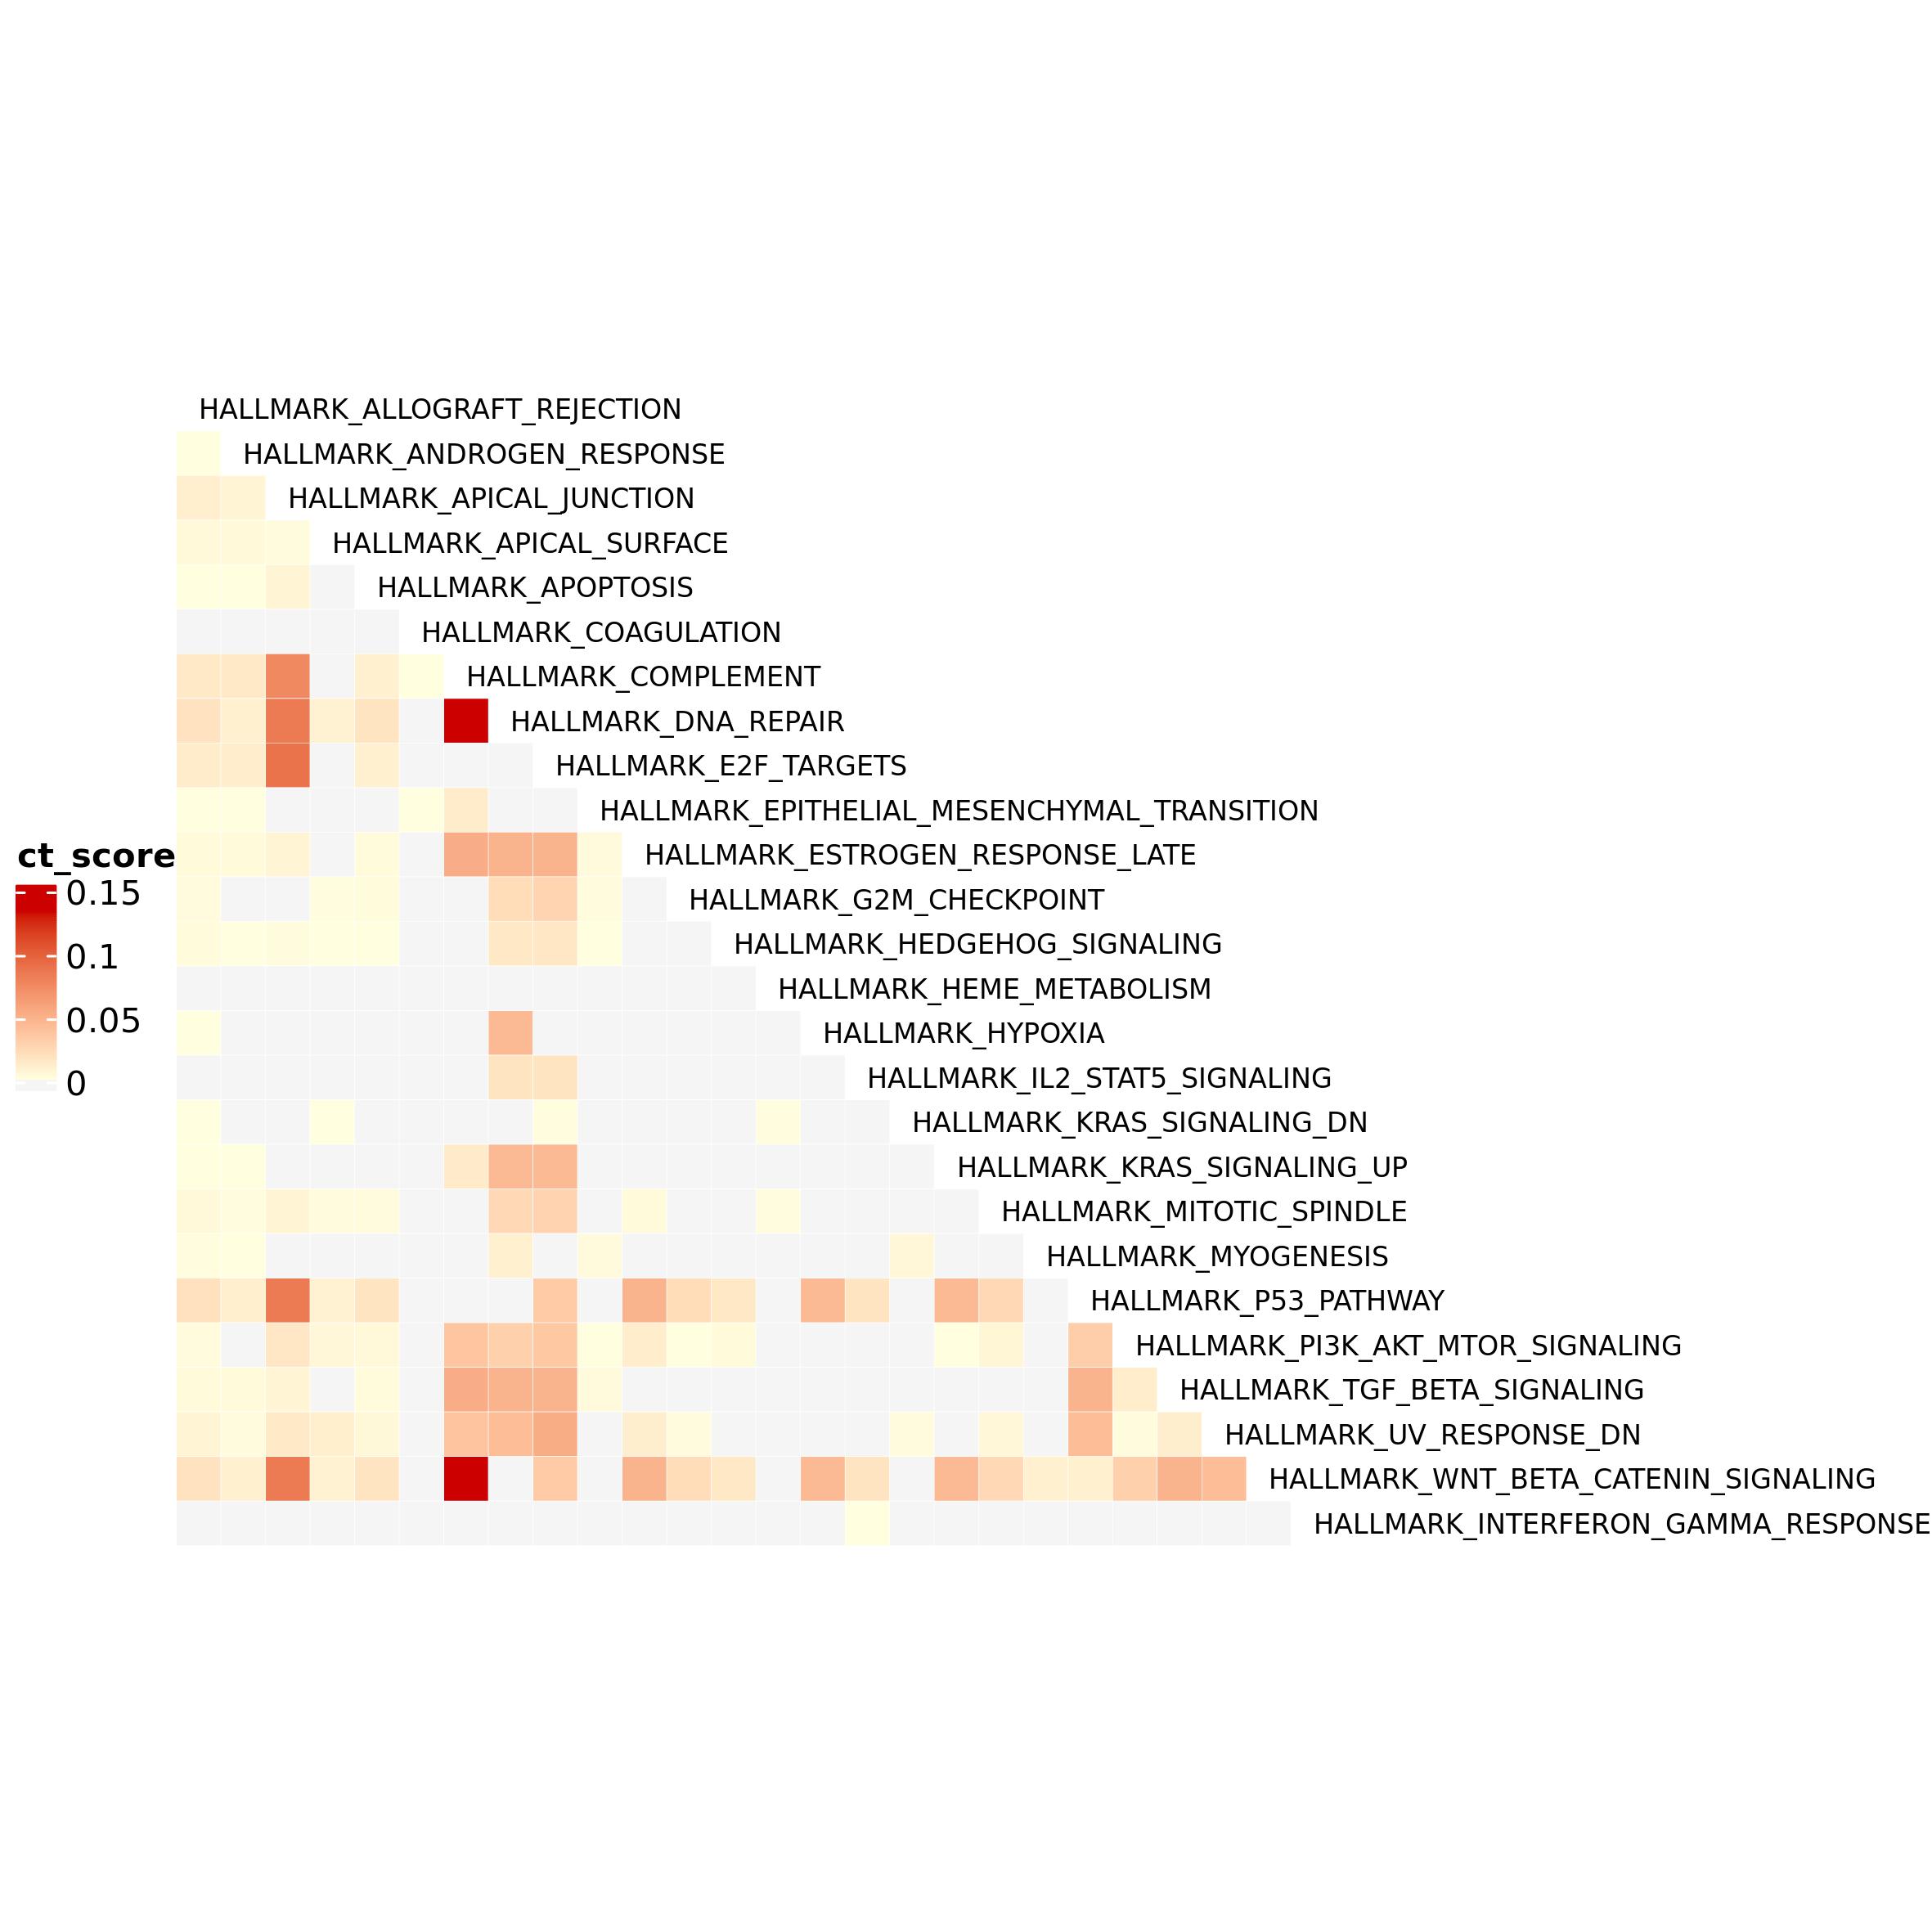 HALLMARK_ALLOGRAFT_REJECTION
HALLMARK_ANDROGEN_RESPONSE
HALLMARK_APICAL_JUNCTION
HALLMARK_APICAL_SURFACE
HALLMARK_APOPTOSIS
HALLMARK_COAGULATION
HALLMARK_COMPLEMENT
HALLMARK_DNA_REPAIR
HALLMARK_E2F_TARGETS
HALLMARK_EPITHELIAL_MESENCHYMAL_TRANSITION
HALLMARK_ESTROGEN_RESPONSE_LATE
HALLMARK_G2M_CHECKPOINT
HALLMARK_HEDGEHOG_SIGNALING
HALLMARK_HEME_METABOLISM
HALLMARK_HYPOXIA
HALLMARK_IL2_STAT5_SIGNALING
HALLMARK_KRAS_SIGNALING_DN
HALLMARK_KRAS_SIGNALING_UP
HALLMARK_MITOTIC_SPINDLE
HALLMARK_MYOGENESIS
HALLMARK_P53_PATHWAY
HALLMARK_PI3K_AKT_MTOR_SIGNALING
HALLMARK_TGF_BETA_SIGNALING
HALLMARK_UV_RESPONSE_DN
HALLMARK_WNT_BETA_CATENIN_SIGNALING
HALLMARK_INTERFERON_GAMMA_RESPONSE
ct_score
0.15
0.1
0.05
0